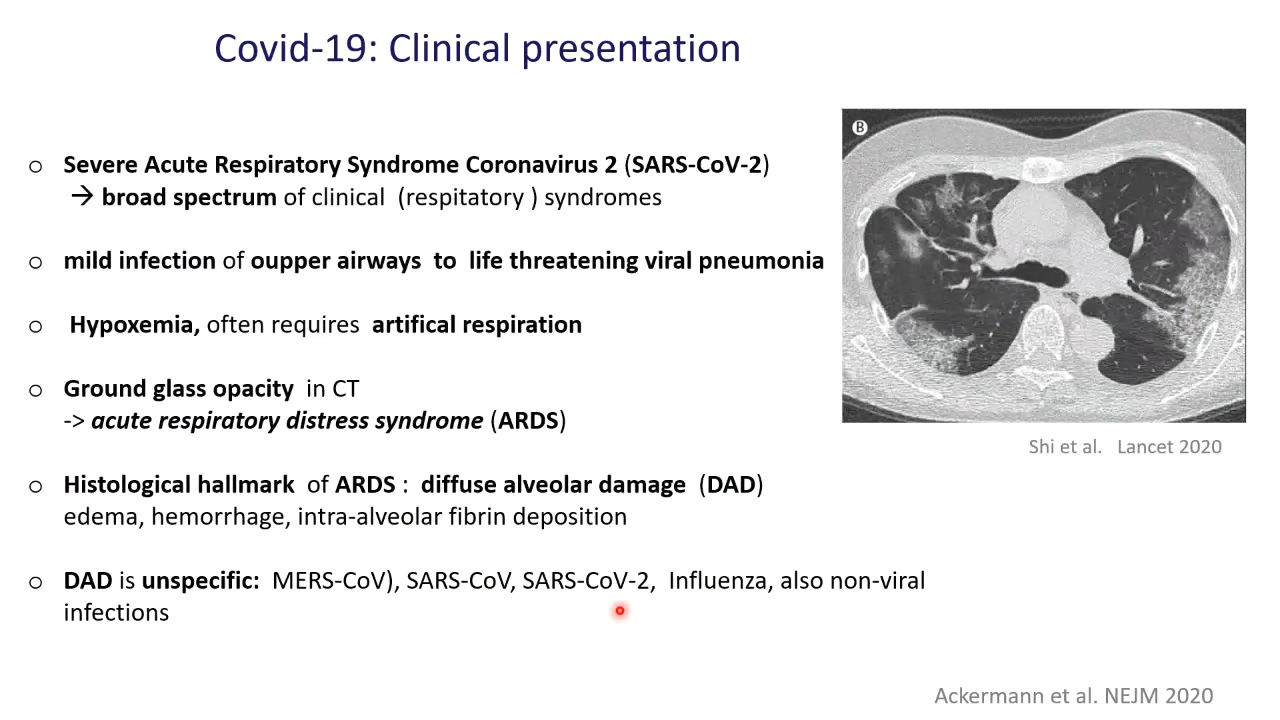 Covid-19: Clinical presentation
o Severe Acute Respiratory Syndrome Coronavirus 2 (SARS-CoV-2)
→ broad spectrum of clinical (respitatory ) syndromes
o mild infection of oupper airways to life threatening viral pneumonia
o Hypoxemia, often requires artifical respiration
o Ground glass opacity in CT
-> acute respiratory distress syndrome (ARDS)
o Histological hallmark of ARDS : diffuse alveolar damage (DAD)
edema, hemorrhage, intra-alveolar fibrin deposition
o DAD is unspecific: MERS-CoV), SARS-CoV, SARS-CoV-2, Influenza, also non-viral
infections
B
Shi et al. Lancet 2020
Ackermann et al. NEJM 2020